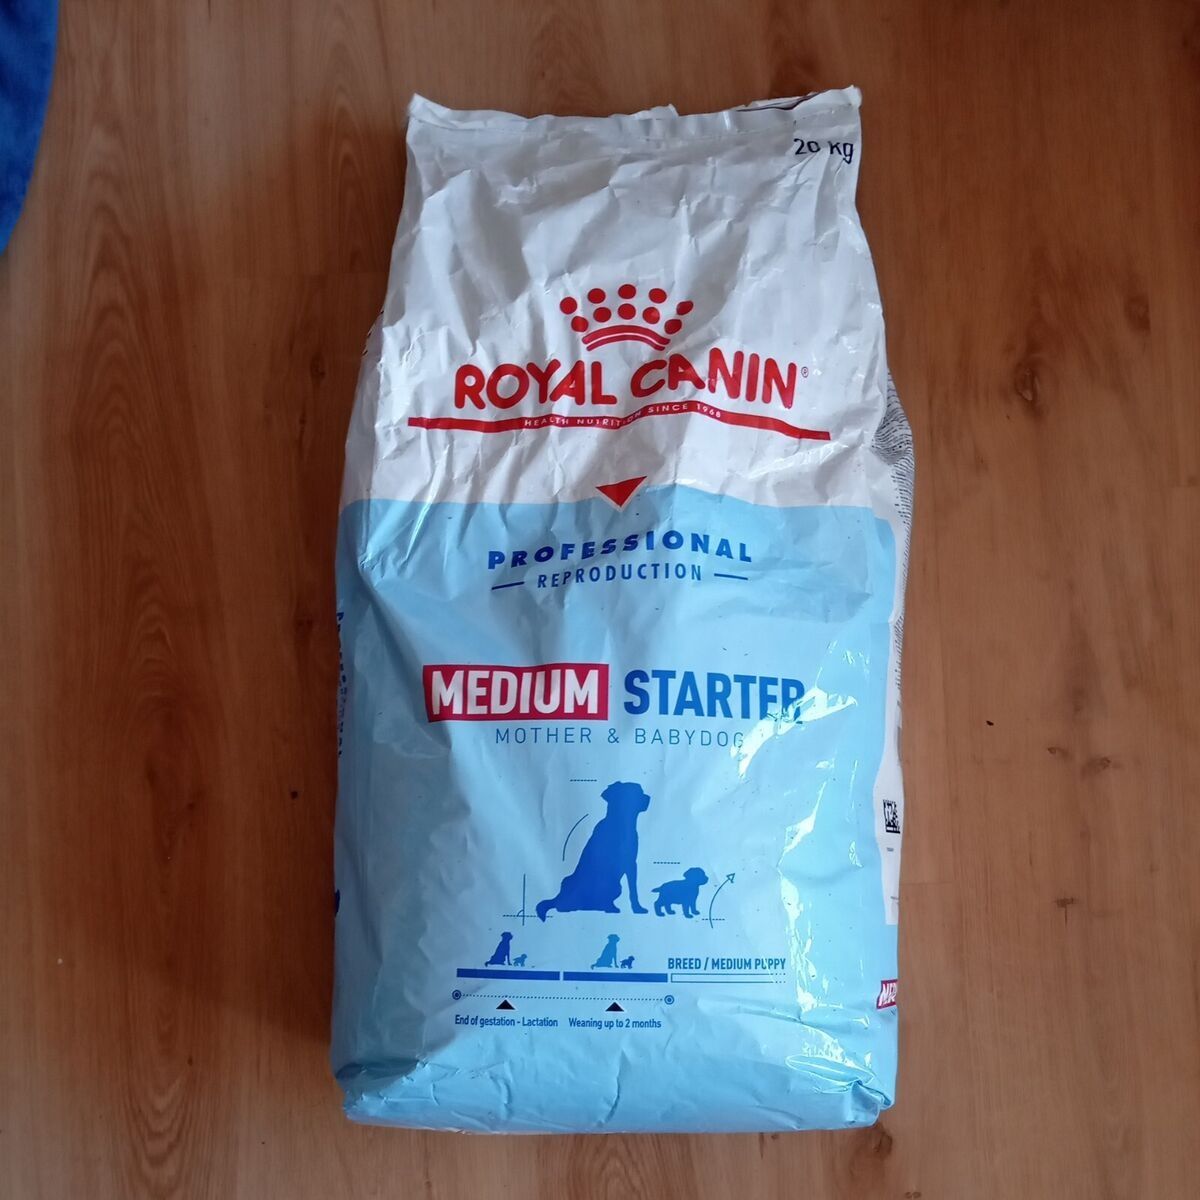 20 kg
ROYAL CANIN®
HEALTH NUTRITION SINCE 1968
PROFESSIONAL
REPRODUCTION
MEDIUM STARTER
MOTHER & BABYDOG
BREED / MEDIUM PUPPY
End of gestation - Lactation Weaning up to 2 months